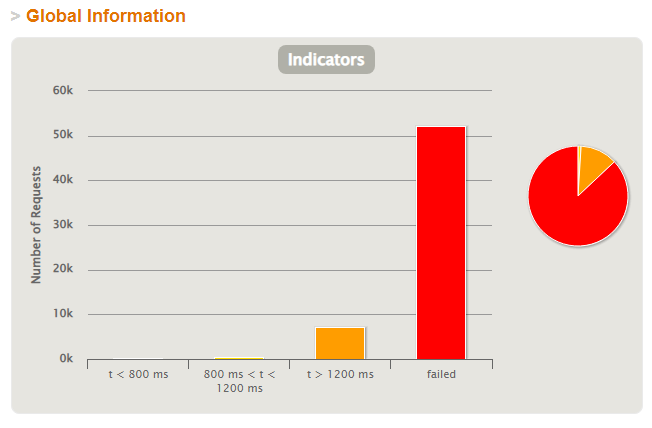 > Global Information
Indicators
Number of Requests
60k
50k
40k
30k
20k
10k
0k
t < 800 ms
800 ms < t <
1200 ms
t > 1200 ms
failed